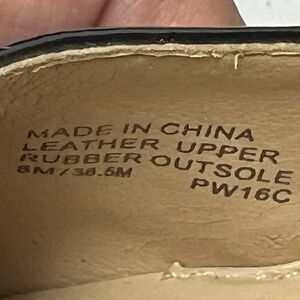 MADE IN CHINA
LEATHER UPPER
RUBBER OUTSOLE
6M/36.5M
PW16C